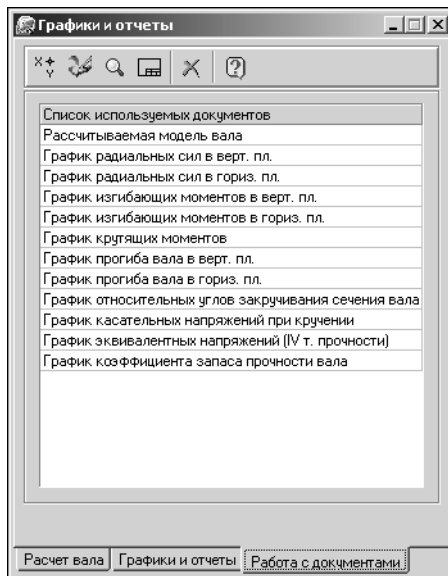 Графики и отчеты
Список используемых документов
Рассчитываемая модель вала
График радиальных сил в верт. пл.
График радиальных сил в гориз. пл.
График изгибающих моментов в верт. пл.
График изгибающих моментов в гориз. пл.
График крутящих моментов
График прогиба вала в верт. пл.
График прогиба вала в гориз. пл.
График относительных углов закручивания сечения вала
График касательных напряжений при кручении
График эквивалентных напряжений (IV т. прочности)
График коэффициента запаса прочности вала
Расчет вала Графики и отчеты Работа с документами